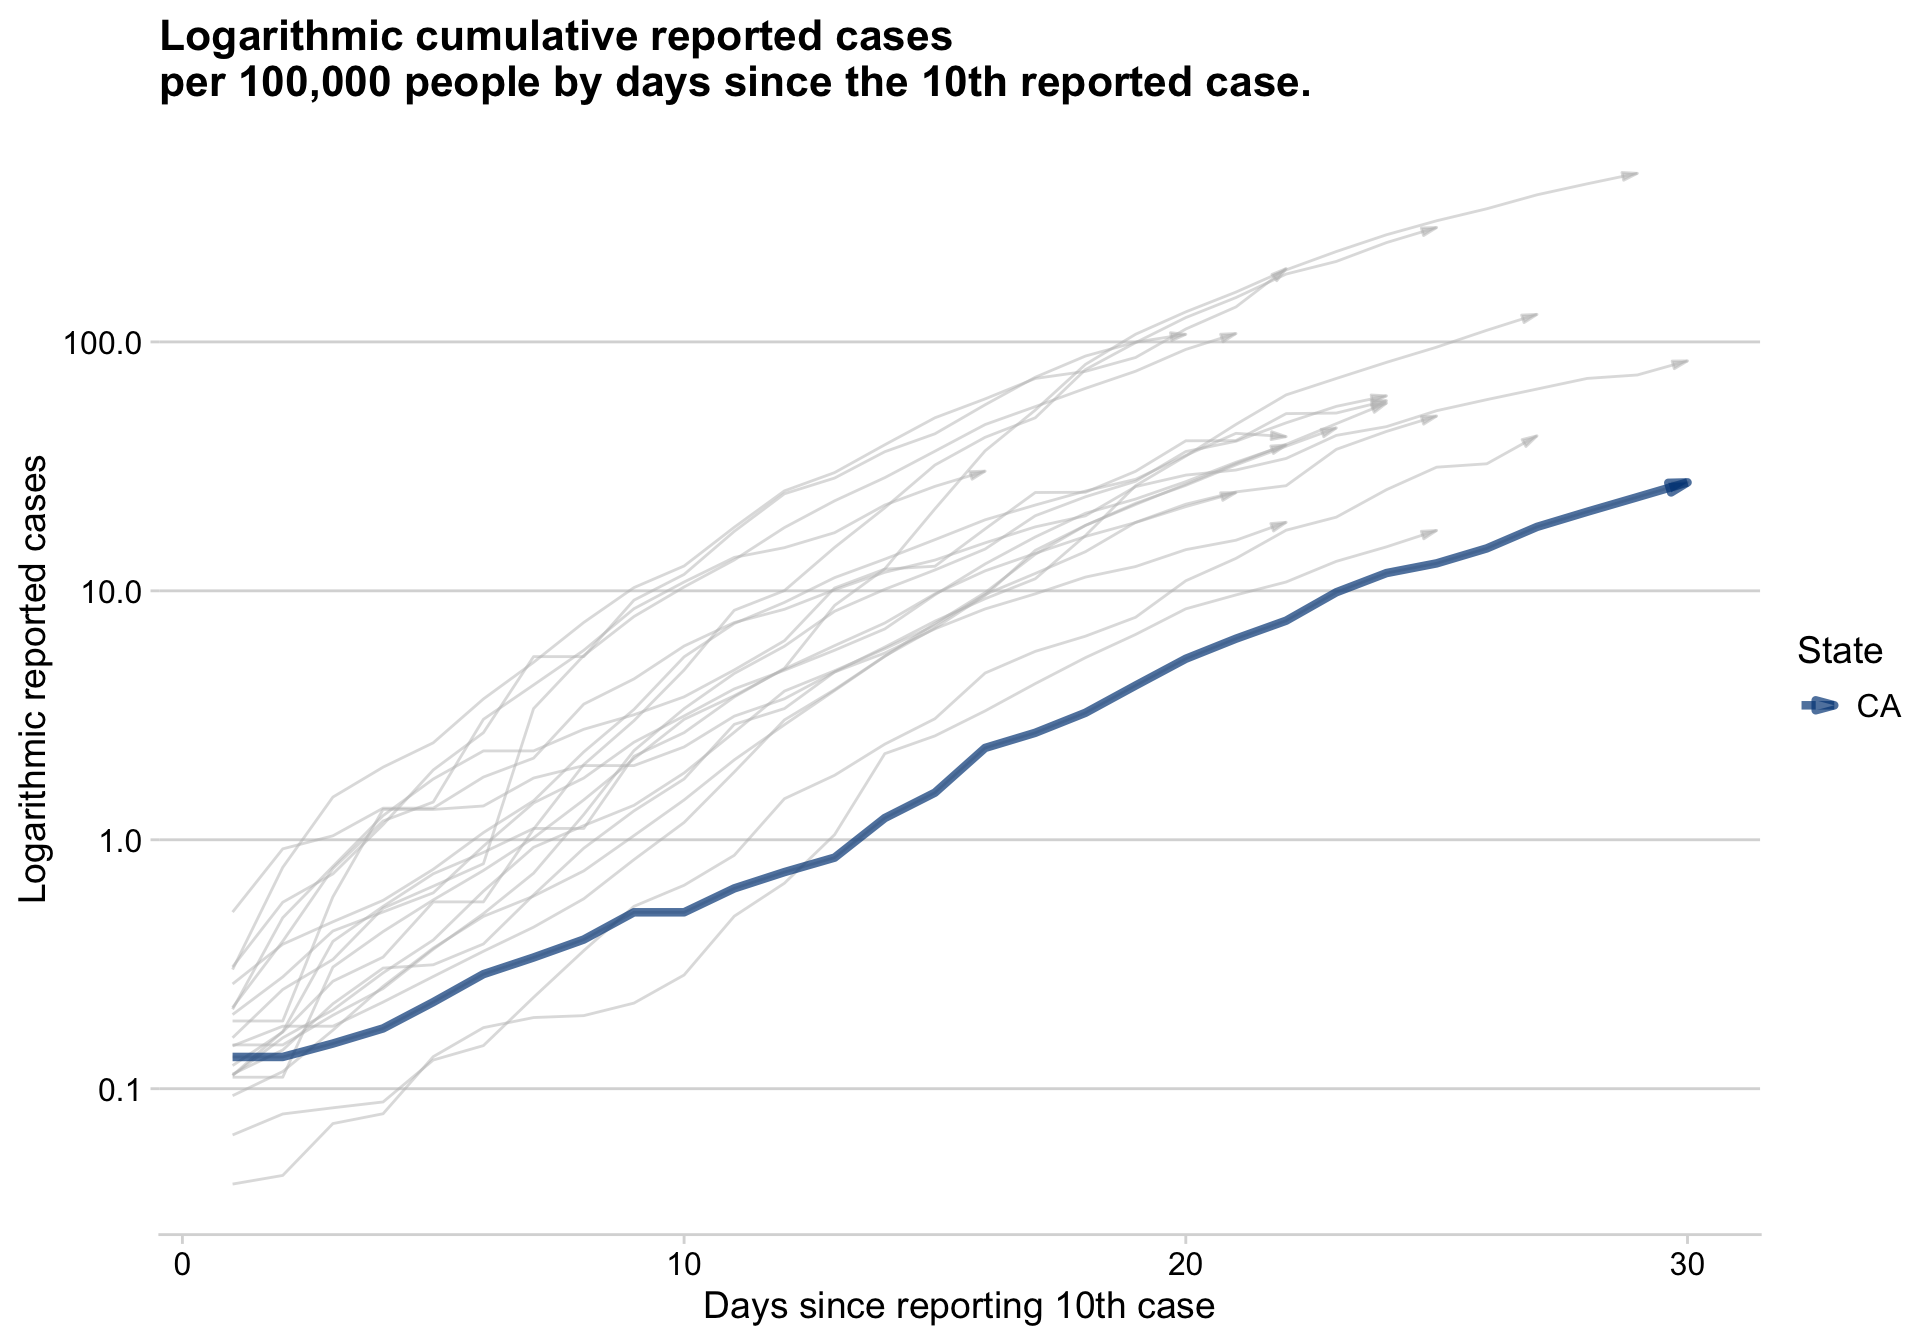 Logarithmic cumulative reported cases
per 100,000 people by days since the 10th reported case.
Logarithmic reported cases
100.0
10.0
1.0
0.1
0
10
20
30
Days since reporting 10th case
State
CA